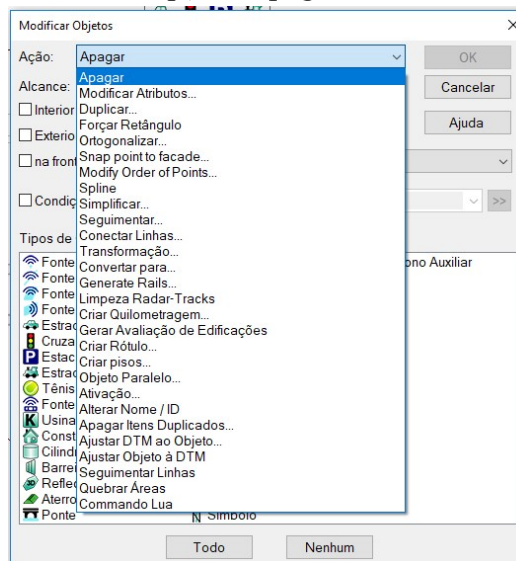 Modificar Objetos
Ação: Apagar OK
Apagar
Alcance: Modificar Atributos... Cancelar
Interior Duplicar...
Forçar Retângulo Ajuda
Exterio Ortogonalizar...
na front Snap point to facade...
Modify Order of Points...
Spline
Condiç Simplificar... >>
Seguimentar...
Tipos de Conectar Linhas...
Transformação...
Fonte Convertar para... ono Auxiliar
Fonte Generate Rails...
Fonte Limpeza Radar-Tracks
Fonte Criar Quilometragem...
Estrad Gerar Avaliação de Edificações
Cruza Criar Rótulo...
P Estac Criar pisos...
Estrad Objeto Paralelo...
Tênis Ativação...
Fonte Alterar Nome / ID
K Usina Apagar Itens Duplicados...
Const Ajustar DTM ao Objeto...
Cilind Ajustar Objeto à DTM
Barrei Seguimentar Linhas
Reflec Quebrar Áreas
Aterro Commando Lua
Ponte N Símbolo
Todo Nenhum